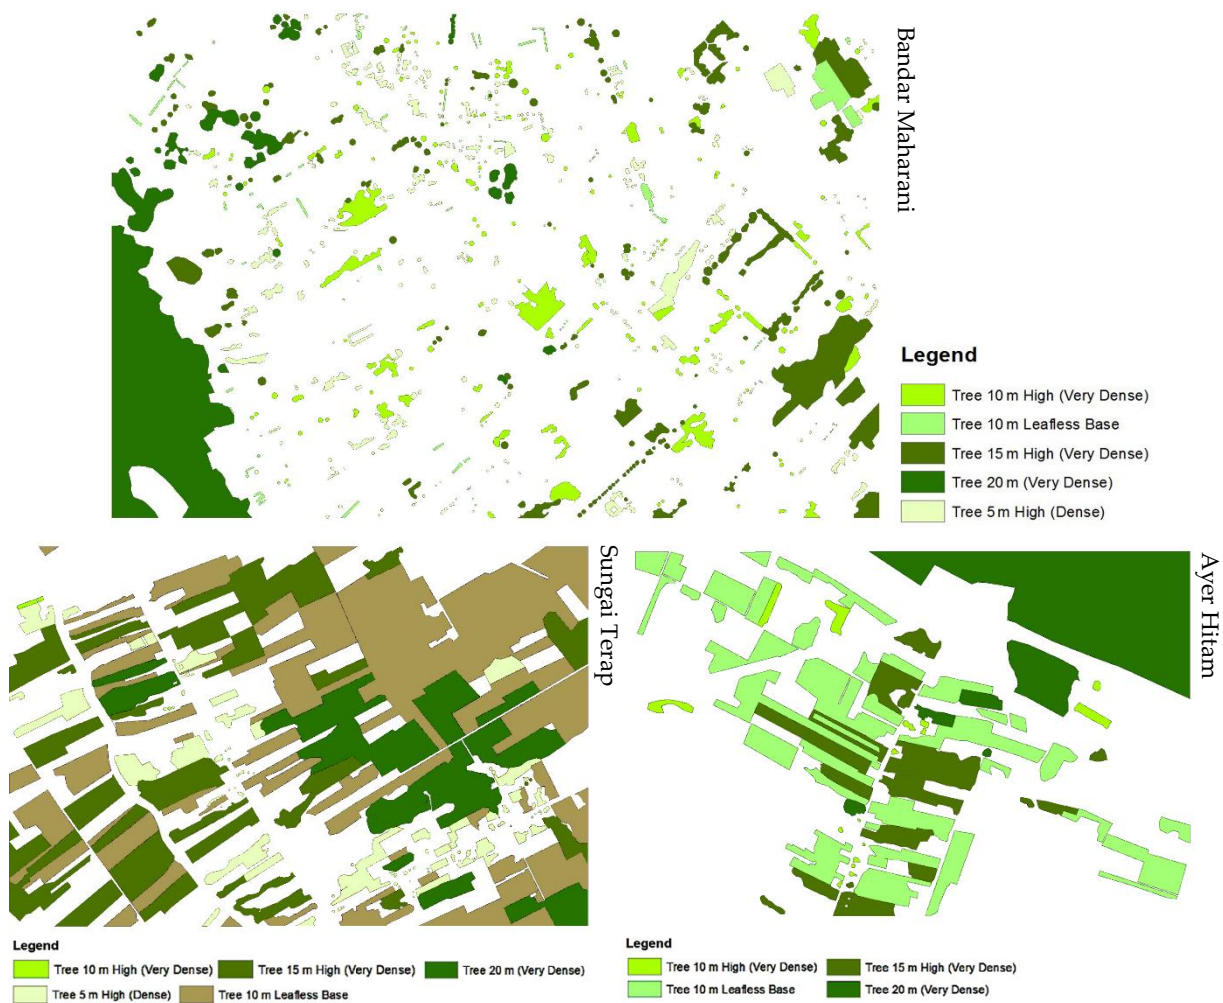 Bandar Maharani
Legend
Tree 10 m High (Very Dense)
Tree 10 m Leafless Base
Tree 15 m High (Very Dense)
Tree 20 m (Very Dense)
Tree 5 m High (Dense)
Sungai Terap
Legend
Tree 10 m High (Very Dense) Tree 15 m High (Very Dense) Tree 20 m (Very Dense)
Tree 5 m High (Dense) Tree 10 m Leafless Base
Ayer Hitam
Legend
Tree 10 m High (Very Dense) Tree 15 m High (Very Dense)
Tree 10 m Leafless Base Tree 20 m (Very Dense)